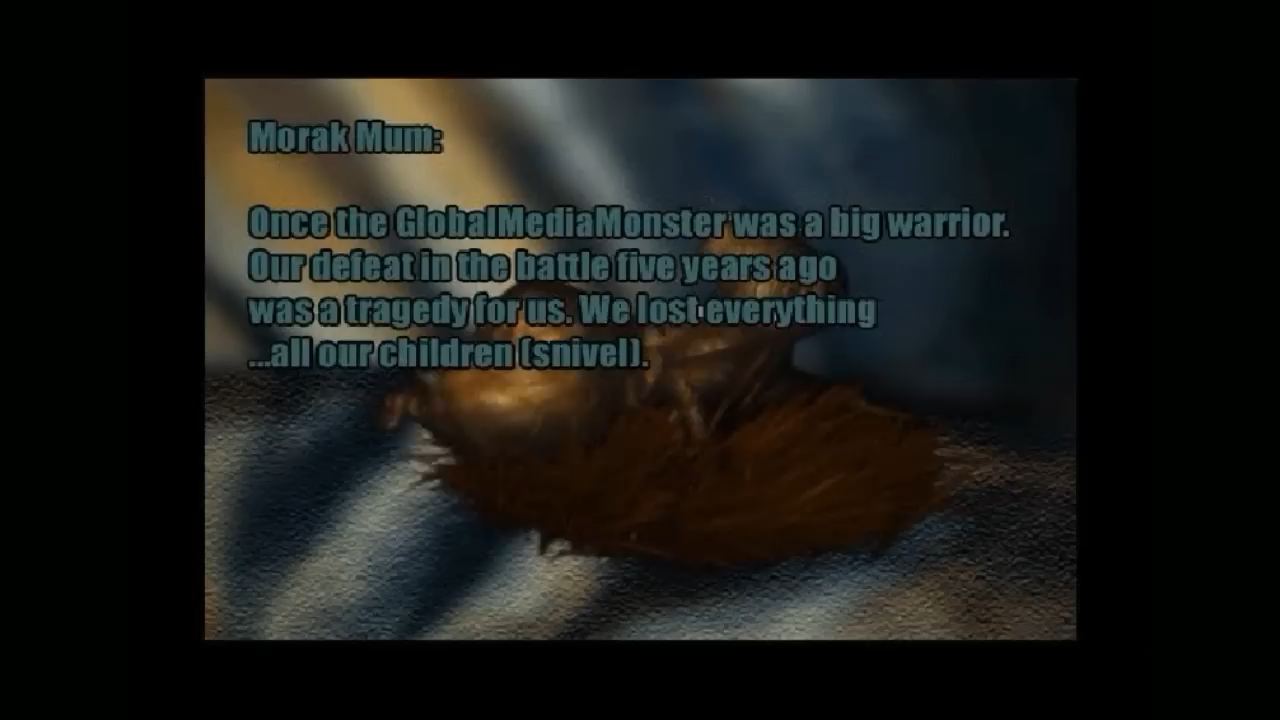 Morak Mum:
Once the GlobalMediaMonster was a big warrior.
Our defeat in the battle five years ago
was a tragedy for us. We lost everything
...all our children (snivel).